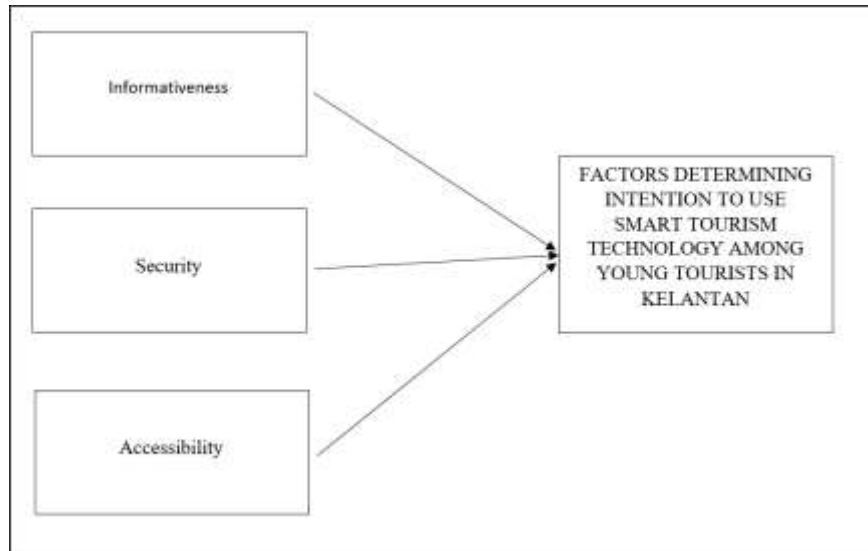 Informativeness
Security
Accessibility
FACTORS DETERMINING
INTENTION TO USE
SMART TOURISM
TECHNOLOGY AMONG
YOUNG TOURISTS IN
KELANTAN